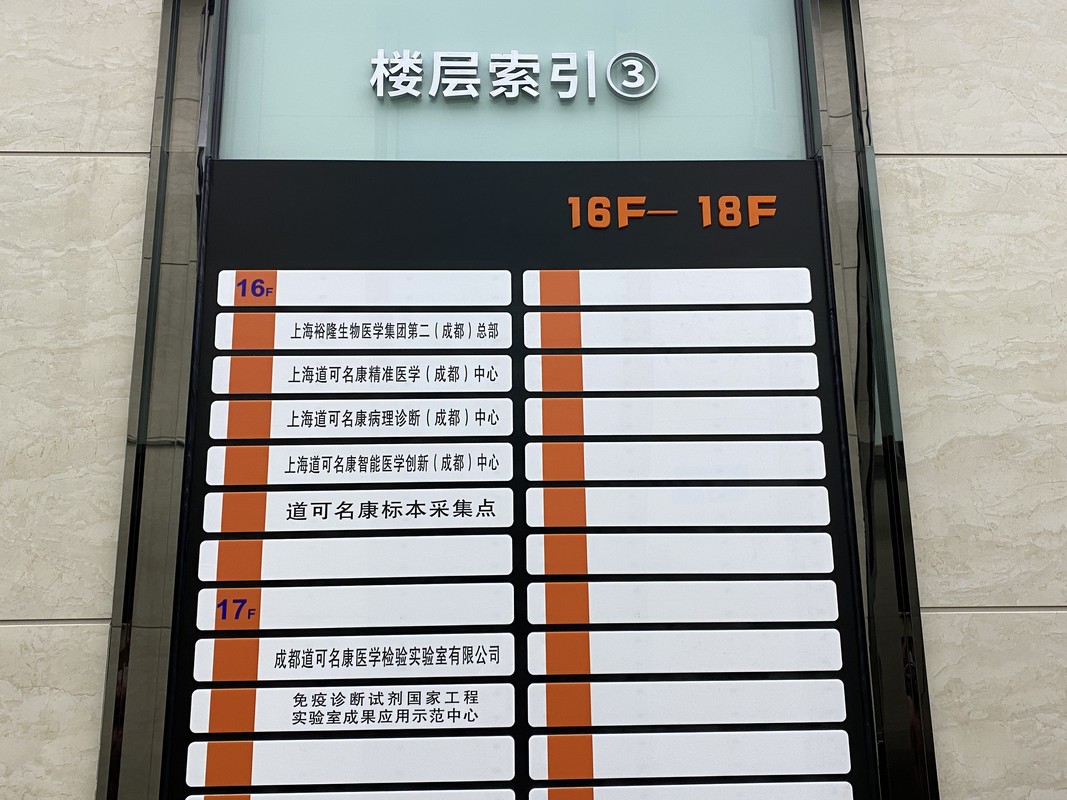 楼层索引③
16F— 18F
16F
上海裕隆生物医学集团第二（成都）总部
上海道可名康精准医学（成都）中心
上海道可名康病理诊断（成都）中心
上海道可名康智能医学创新（成都）中心
道可名康标本采集点
17F
成都道可名康医学检验实验室有限公司
免疫诊断试剂国家工程
实验室成果应用示范中心